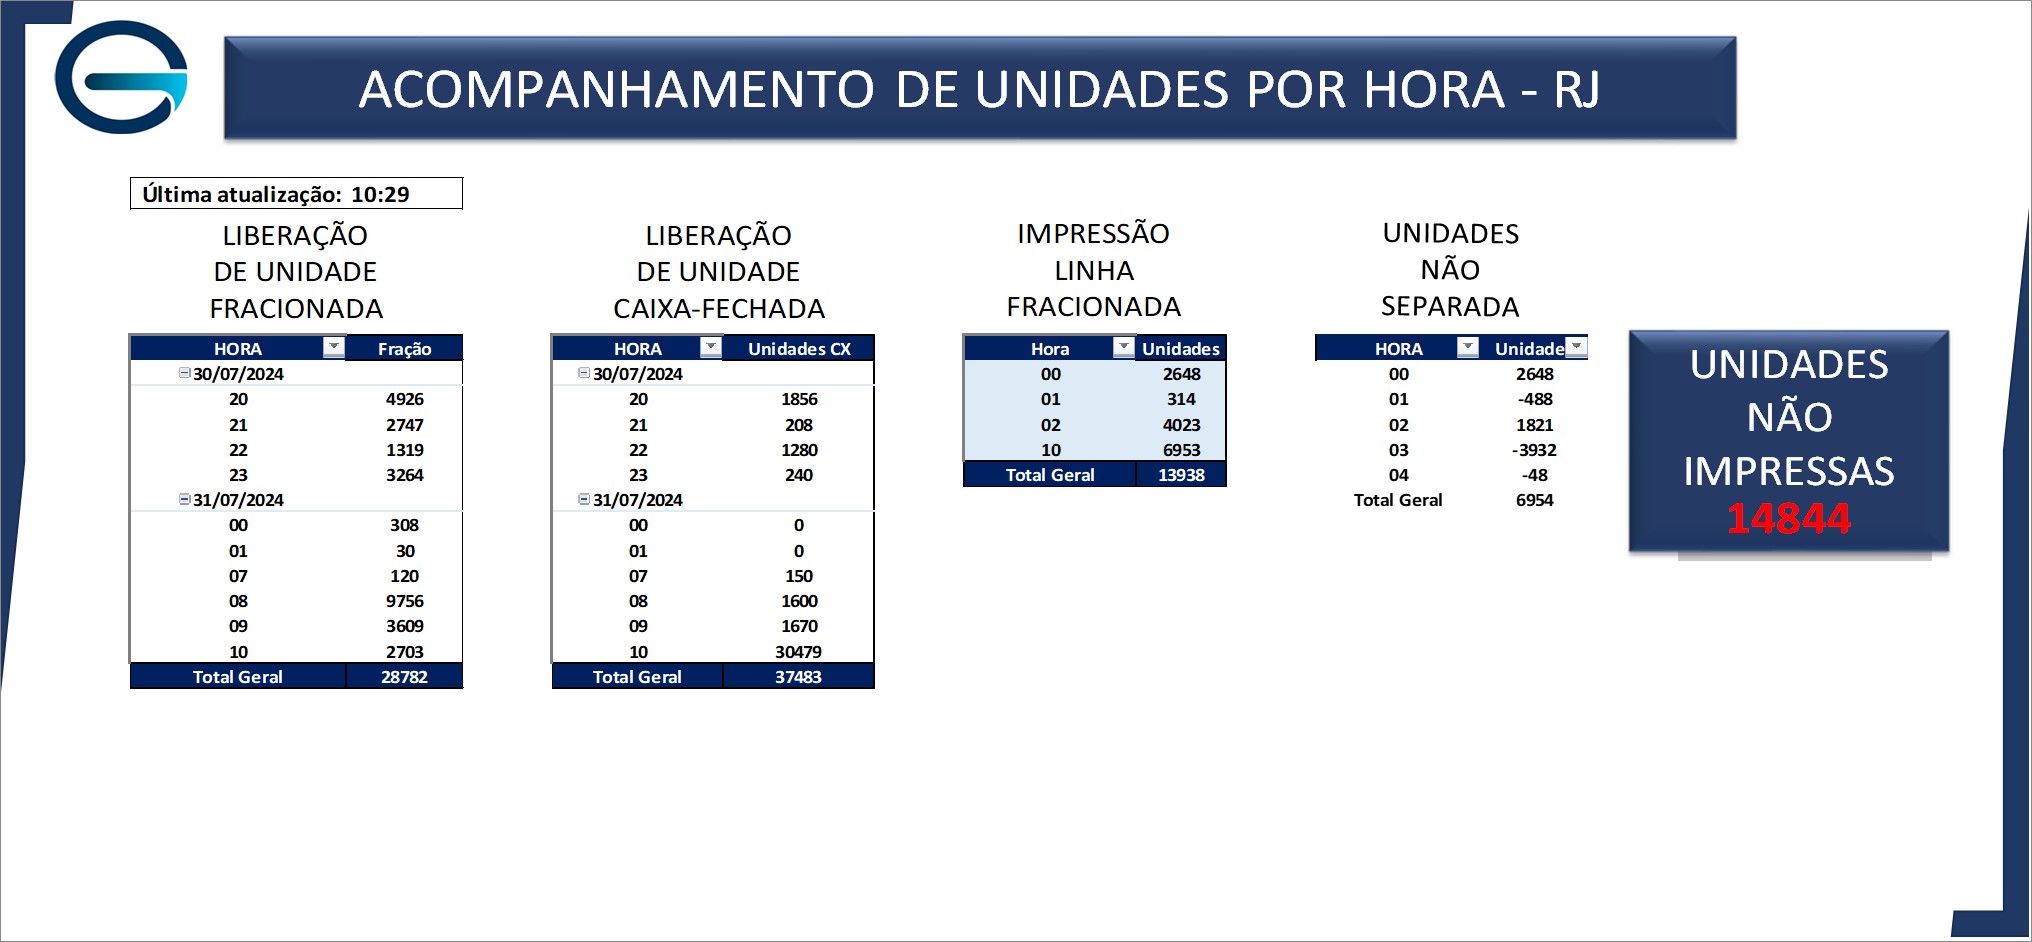 ACOMPANHAMENTO DE UNIDADES POR HORA - RJ
Última atualização: 10:29
LIBERAÇÃO
DE UNIDADE
FRACIONADA
HORA Fração
30/07/2024
20 4926
21 2747
22 1319
23 3264
31/07/2024
00 308
01 30
07 120
08 9756
09 3609
10 2703
Total Geral 28782
LIBERAÇÃO
DE UNIDADE
CAIXA-FECHADA
HORA Unidades CX
30/07/2024
20 1856
21 208
22 1280
23 240
31/07/2024
00 0
01 0
07 150
08 1600
09 1670
10 30479
Total Geral 37483
IMPRESSÃO
LINHA
FRACIONADA
Hora Unidades
00 2648
01 314
02 4023
10 6953
Total Geral 13938
UNIDADES
NÃO
SEPARADA
HORA Unidade
00 2648
01 -488
02 1821
03 -3932
04 -48
Total Geral 6954
UNIDADES
NÃO
IMPRESSAS
14844